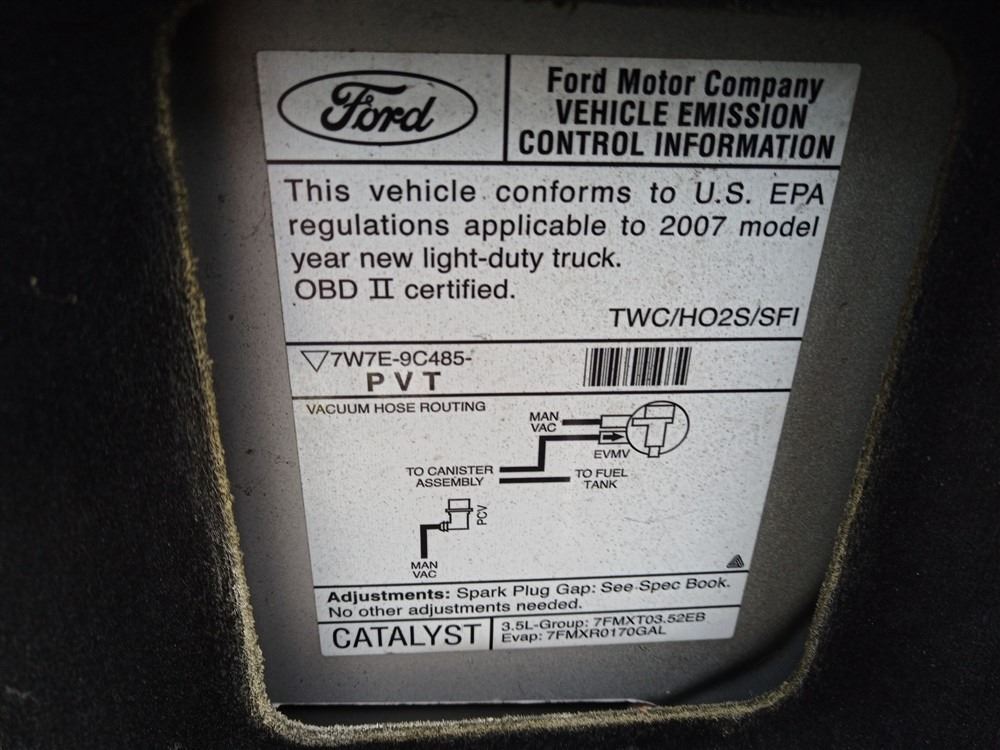 Ford
Ford Motor Company
VEHICLE EMISSION
CONTROL INFORMATION
This vehicle conforms to U.S. EPA
regulations applicable to 2007 model
year new light-duty truck.
OBD II certified.
TWC/HO2S/SFI
7W7E-9C485-
PVT
VACUUM HOSE ROUTING
MAN
VAC
EVMV
TO CANISTER
ASSEMBLY
TO FUEL
TANK
PCV
MAN
VAC
Adjustments: Spark Plug Gap: See Spec Book.
No other adjustments needed.
CATALYST
3.5L-Group: 7FMXT03.52EB
Evap: 7FMXR0170GAL